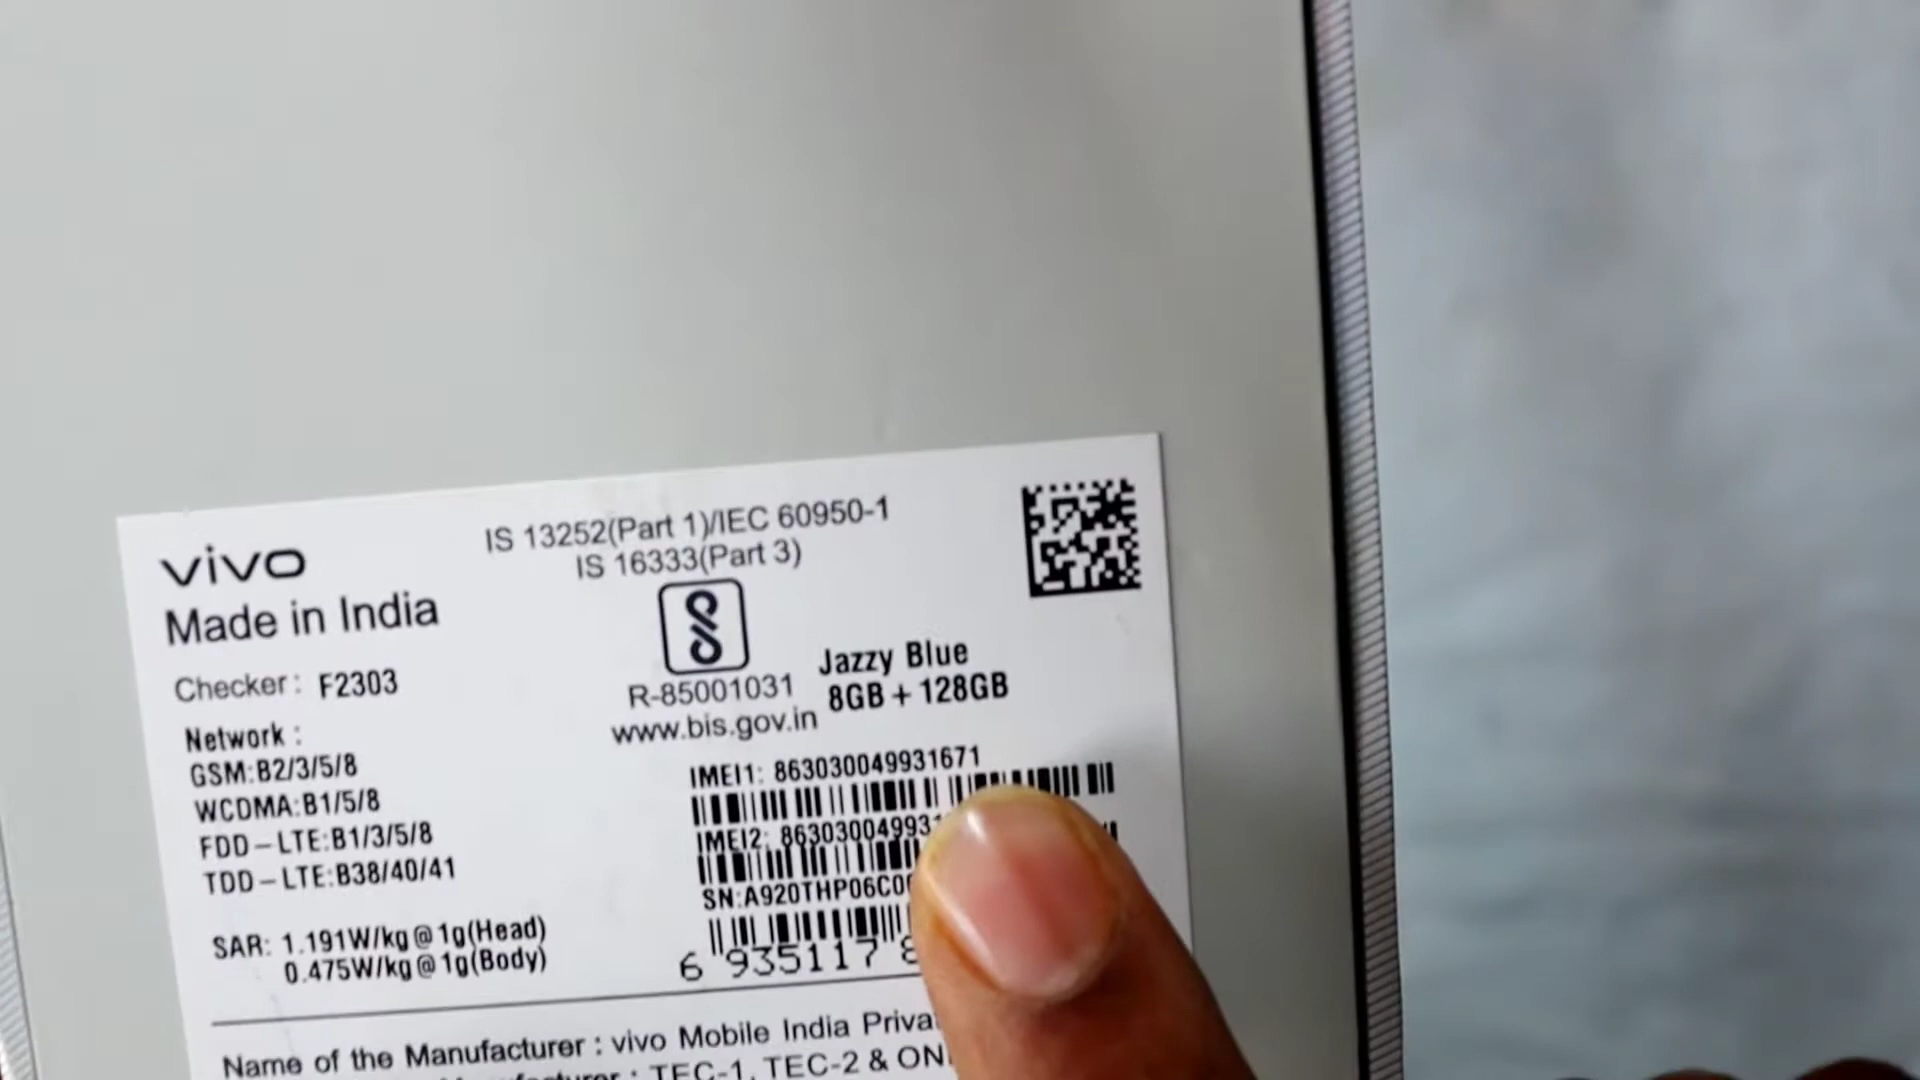 vivo
Made in India
IS 13252(Part 1)/IEC 60950-1
IS 16333(Part 3)
R-85001031
www.bis.gov.in
Jazzy Blue
8GB + 128GB
Checker : F2303
Network :
GSM:B2/3/5/8
WCDMA:B1/5/8
FDD-LTE:B1/3/5/8
TDD-LTE:B38/40/41
SAR: 1.191W/kg@1g(Head)
0.475W/kg@1g(Body)
IMEI1: 863030049931671
IMEI2: 86303004993
SN:A920THP06C0
6 935117
Name of the Manufacturer : vivo Mobile India
: TEC-1, TEC-2 &